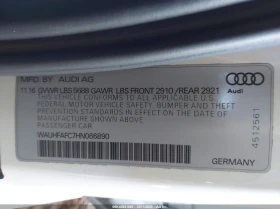 MFD BY:
AUDI AG
11.16 GVWR LBS 5688 GAWR LBS FRONT 2910 / REAR 2921
THIS VEHICLE CONFORMS TO ALL APPLICABLE
FEDERAL MOTOR VEHICLE SAFETY, BUMPER AND THEFT
PREVENTION STANDARDS IN EFFECT ON
THE DATE OF MANUFACTURE SHOWN ABOVE
PASSENGER CAR
WAUHFAFC7HN066890
GERMANY
Audi
4512561